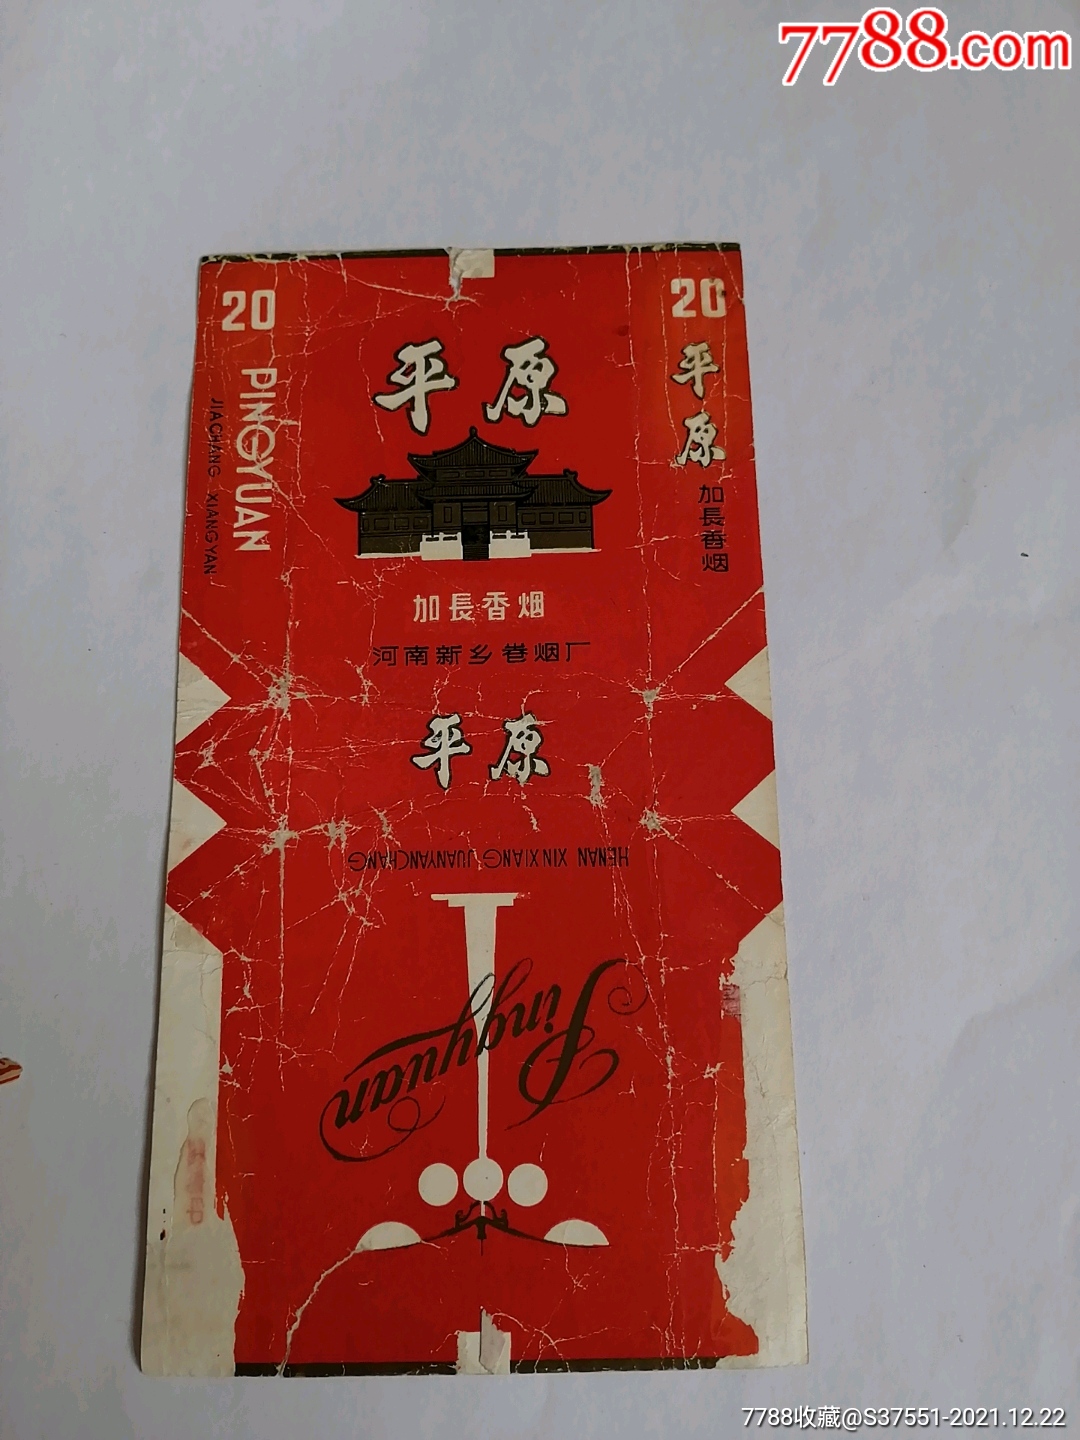 7788.com
20
PINGYUAN
JIACHANG XIANGYAN
平原
加長香烟
河南新乡卷烟厂
20
平原
加長香烟
平原
HENAN XINXIANG JUANYANCHANG
Pingyuan
7788收藏@S37551-2021.12.22